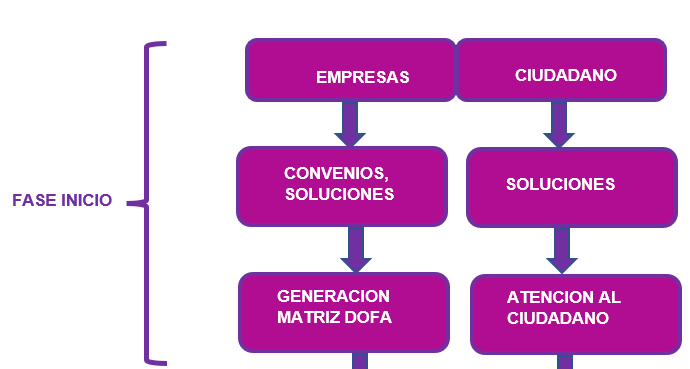 EMPRESAS
CIUDADANO
CONVENIOS,
SOLUCIONES
SOLUCIONES
FASE INICIO
GENERACION
MATRIZ DOFA
ATENCION AL
CIUDADANO